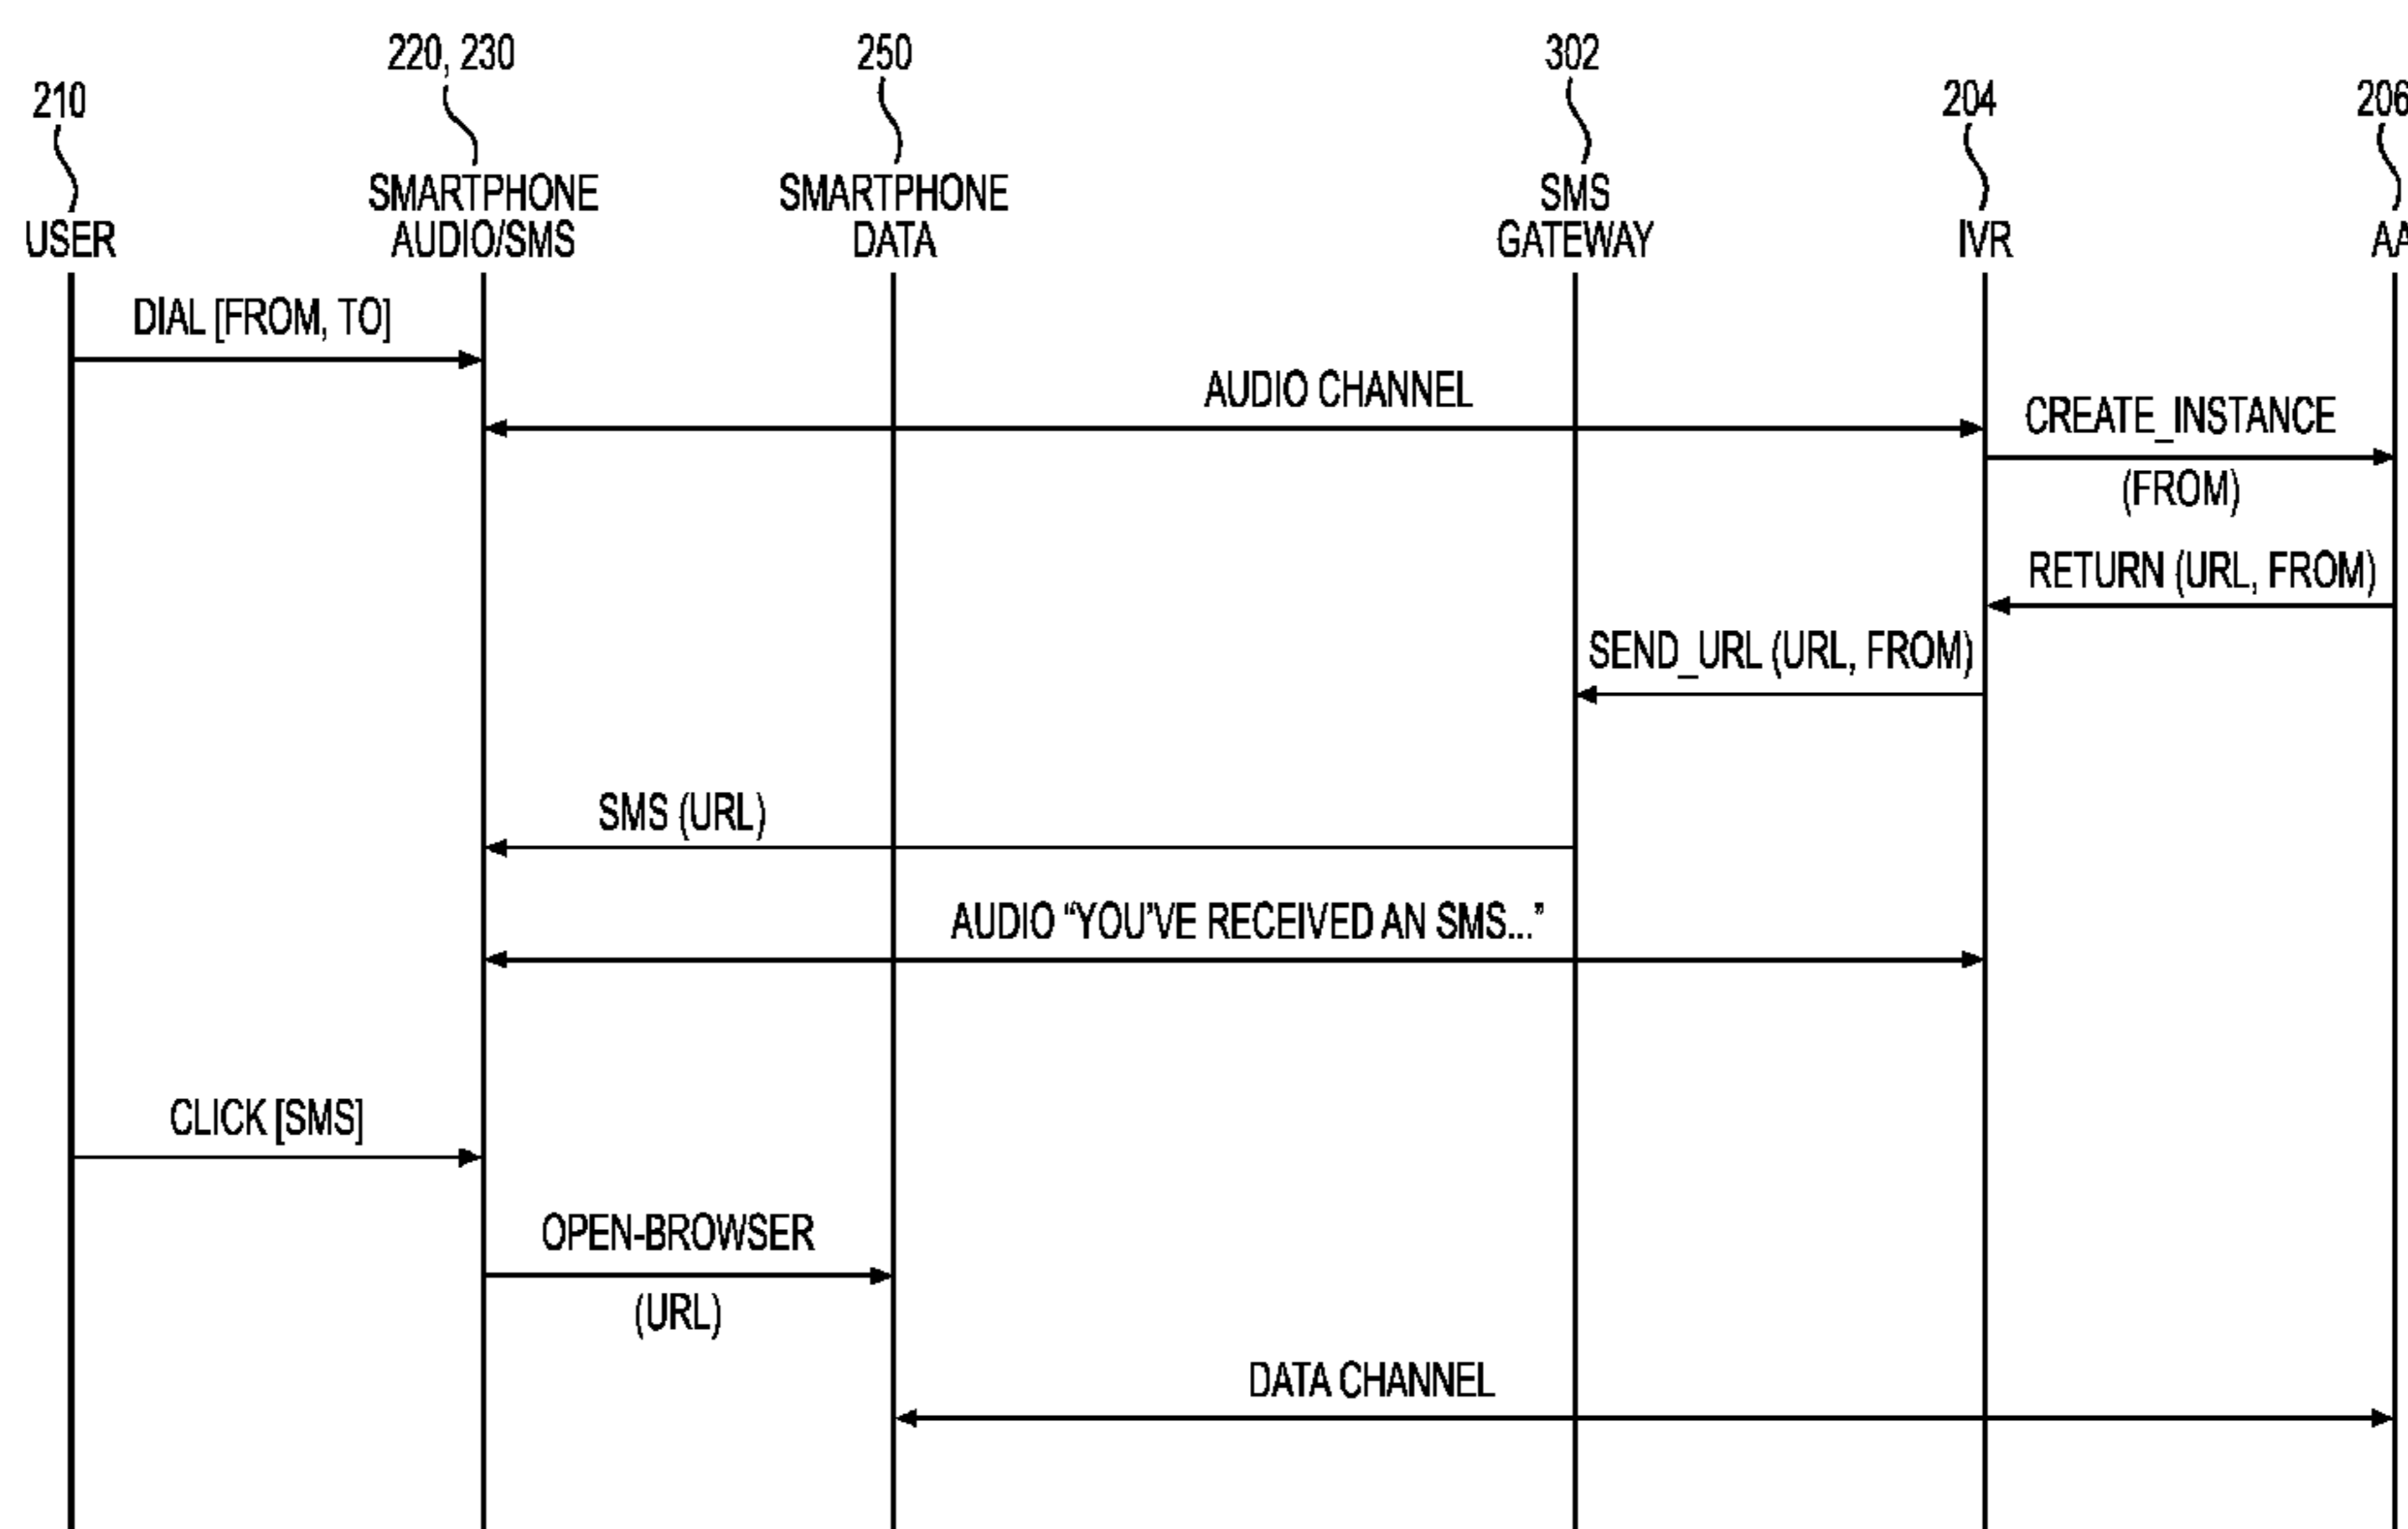 220, 230
250
302
210
204
206
SMARTPHONE
AUDIO/SMS
SMARTPHONE
DATA
SMS
GATEWAY
USER
IVR
DIAL [FROM, TO]
AUDIO CHANNEL
CREATE_INSTANCE
(FROM)
RETURN (URL, FROM)
SEND_URL (URL, FROM)
SMS (URL)
AUDIO “YOU’VE RECEIVED AN SMS...”
CLICK [SMS]
OPEN-BROWSER
(URL)
DATA CHANNEL